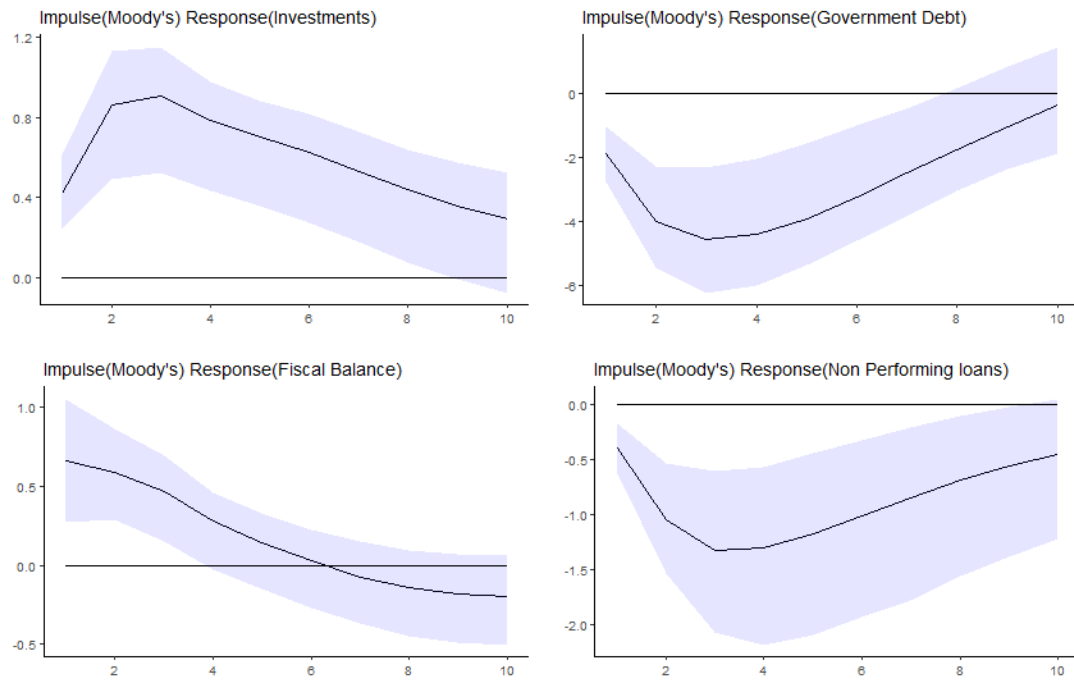 Impulse(Moody's) Response(Investments)
1.2
0.8
0.4
0.0
2 4 6 8 10
Impulse(Moody's) Response(Government Debt)
0
-2
-4
-6
2 4 6 8 10
Impulse(Moody's) Response(Fiscal Balance)
1.0
0.5
0.0
-0.5
2 4 6 8 10
Impulse(Moody's) Response(Non Performing loans)
0.0
-0.5
-1.0
-1.5
-2.0
2 4 6 8 10